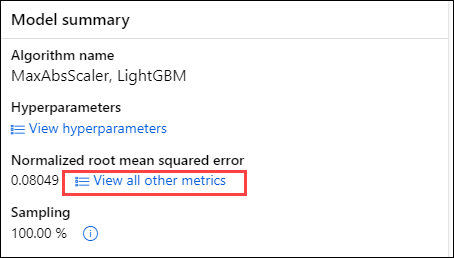 Model summary
Algorithm name
MaxAbsScaler, LightGBM
Hyperparameters
View hyperparameters
Normalized root mean squared error
0.08049 View all other metrics
Sampling
100.00 %